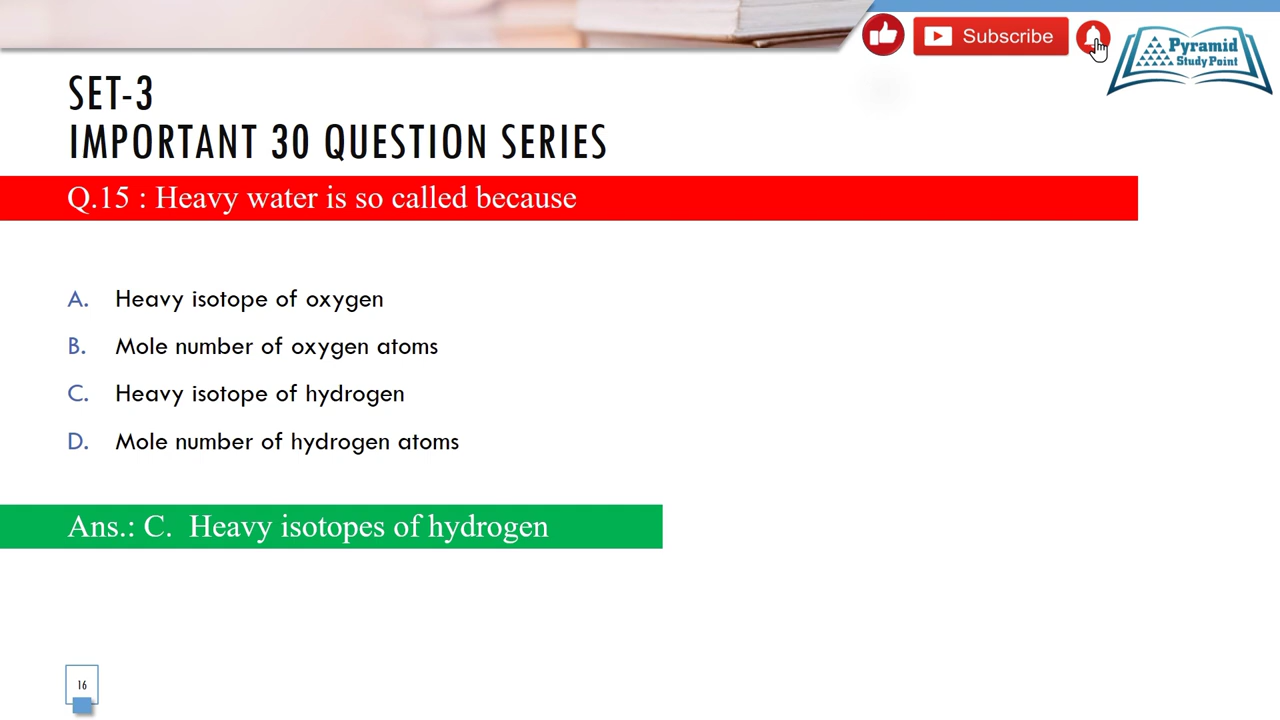 Subscribe
Pyramid
Study Point
SET-3
IMPORTANT 30 QUESTION SERIES
Q.15 : Heavy water is so called because
A. Heavy isotope of oxygen
B. Mole number of oxygen atoms
C. Heavy isotope of hydrogen
D. Mole number of hydrogen atoms
Ans.: C. Heavy isotopes of hydrogen
16